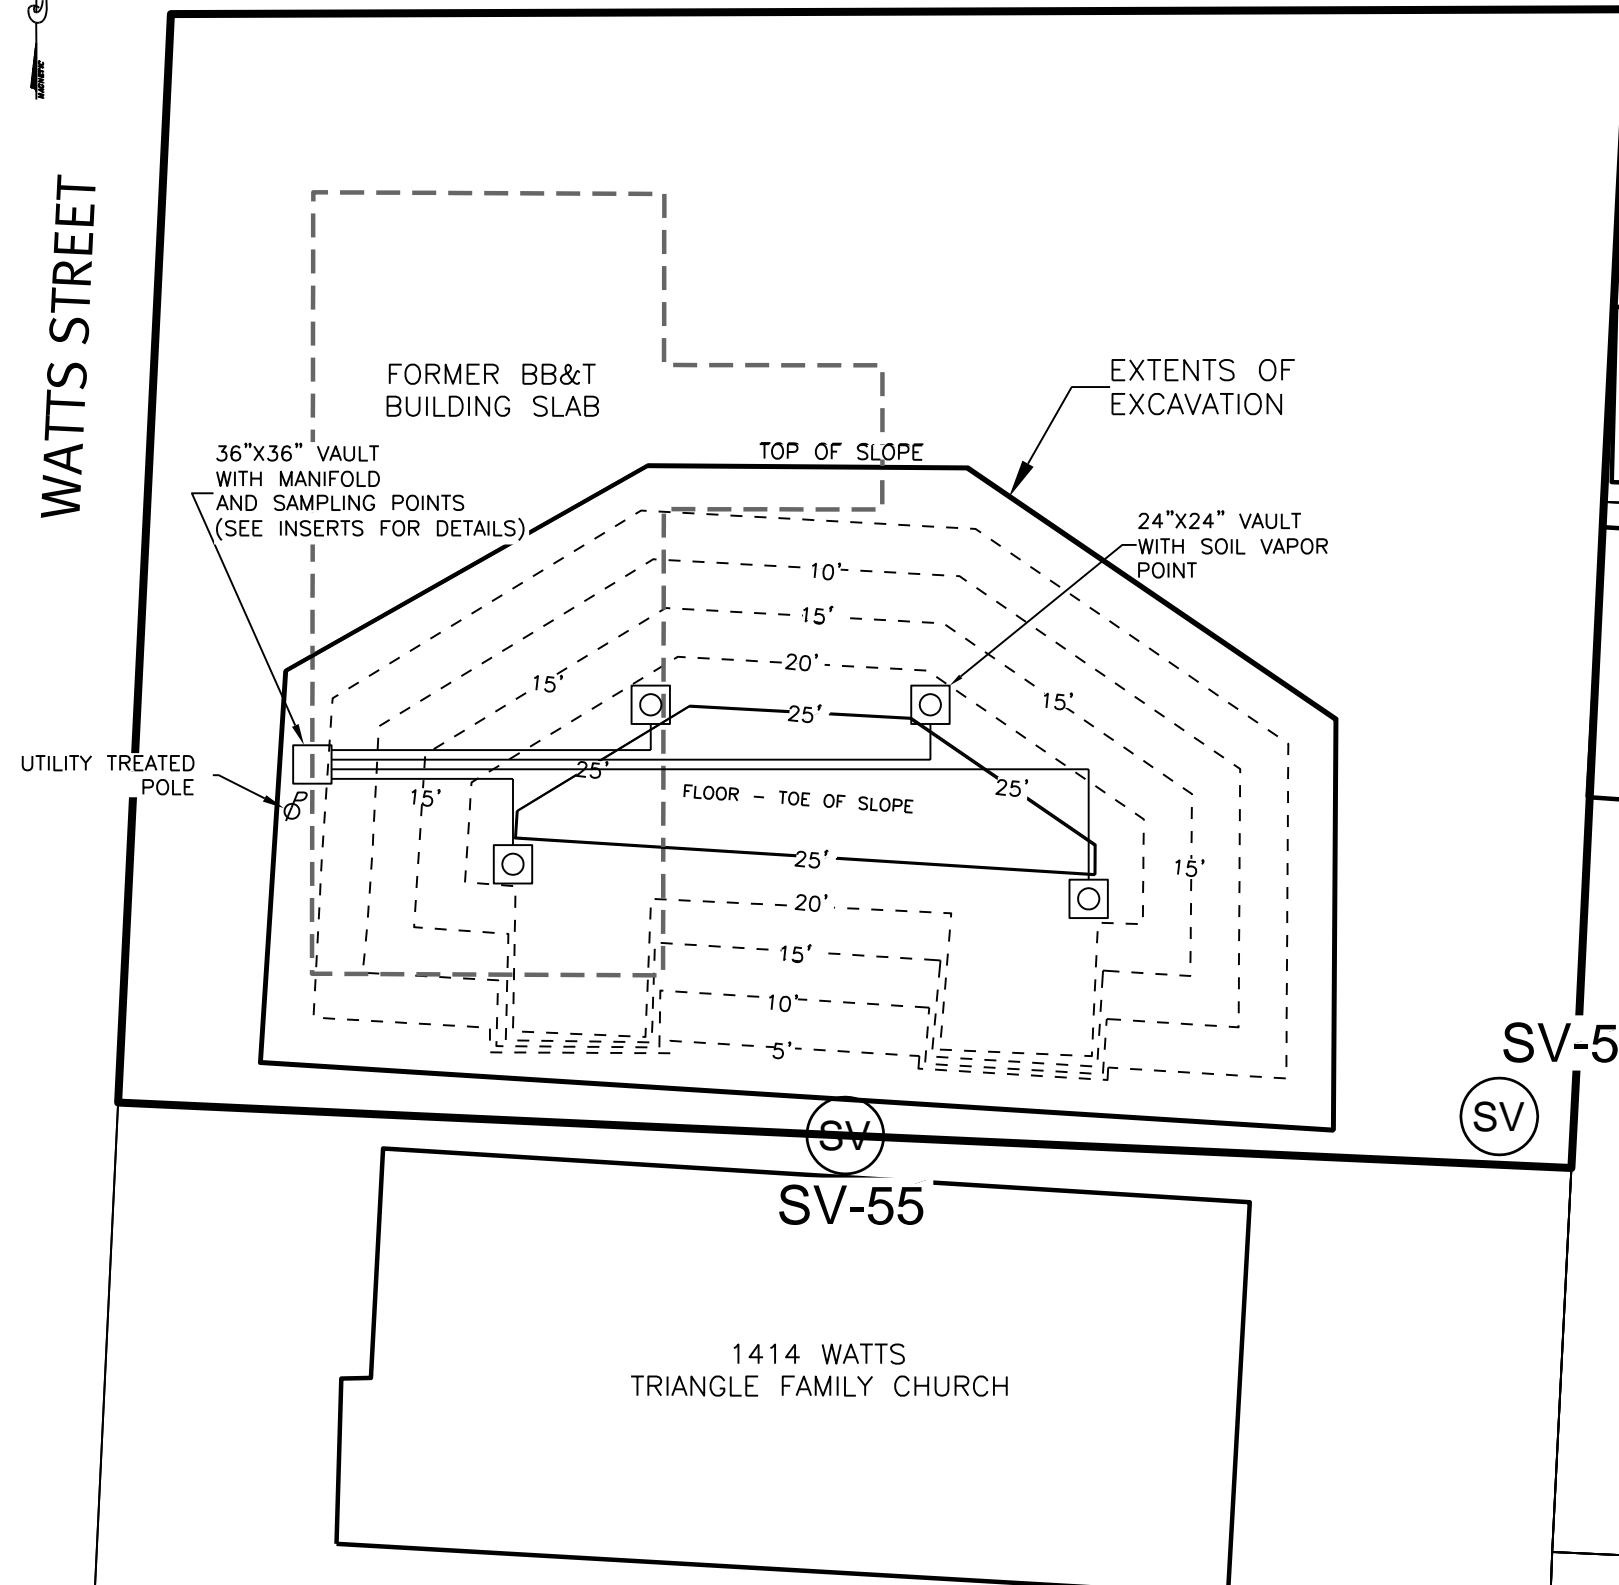 MAGNETIC
WATTS STREET
FORMER BB&T
BUILDING SLAB
EXTENTS OF
EXCAVATION
TOP OF SLOPE
36"X36" VAULT
WITH MANIFOLD
AND SAMPLING POINTS
(SEE INSERTS FOR DETAILS)
24"X24" VAULT
WITH SOIL VAPOR
POINT
10'
15'
20'
15'
15'
25'
25'
25'
15'
UTILITY TREATED
POLE
P
FLOOR - TOE OF SLOPE
25'
15'
20'
15'
10'
5'
SV-5
SV
SV
SV-55
1414 WATTS
TRIANGLE FAMILY CHURCH